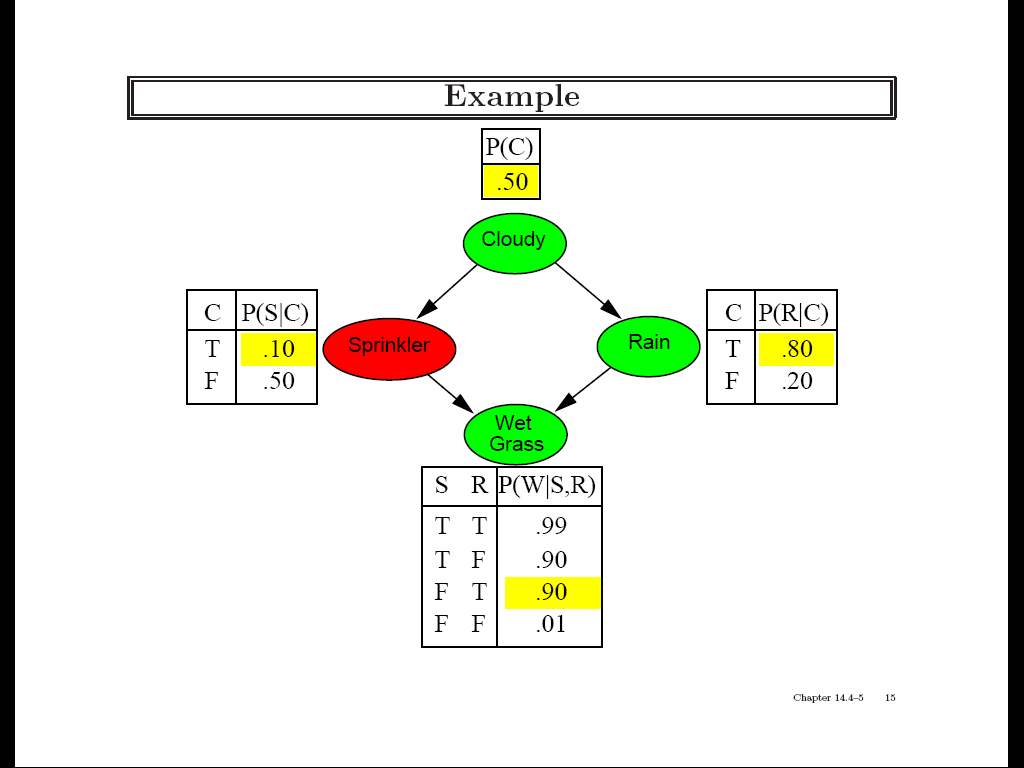 Example
P(C)
.50
Cloudy
C P(S|C)
T .10
F .50
Sprinkler
Rain
C P(R|C)
T .80
F .20
Wet
Grass
S R P(W|S,R)
T T .99
T F .90
F T .90
F F .01
Chapter 14.4–5 15